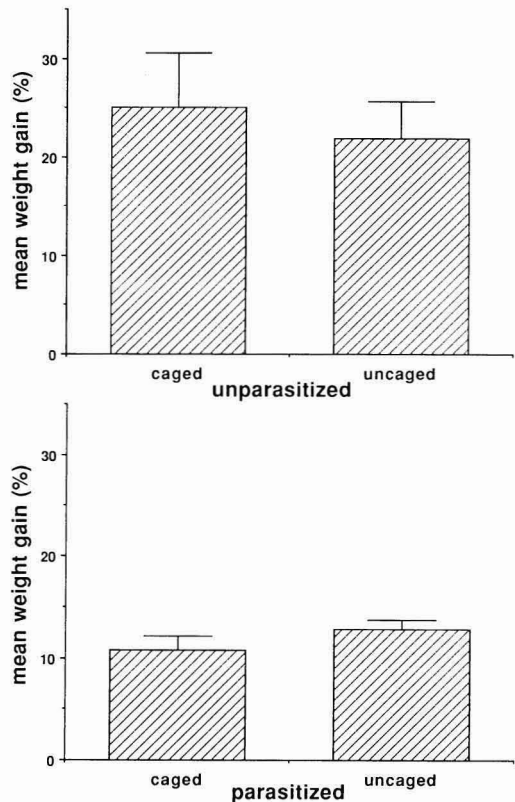 mean weight gain (%)
30
20
10
0
caged
uncaged
unparasitized
mean weight gain (%)
30
20
10
0
caged
uncaged
parasitized